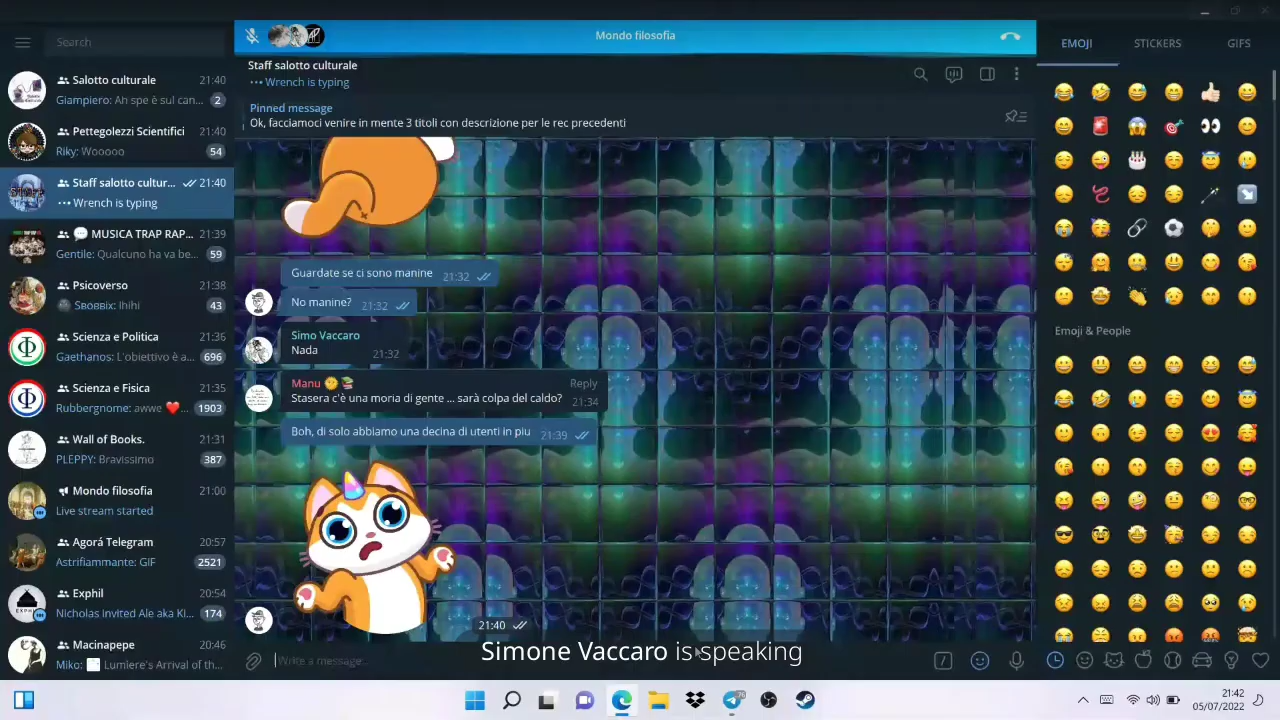 Mondo filosofia
EMOJI
STICKERS
GIFS
Search
Staff salotto culturale
Wrench is typing
Pinned message
Ok, facciamoci venire in mente 3 titoli con descrizione per le rec precedenti
Salotto culturale 21:40
Giampiero: Ah spè il sul can... 2
Pettegolezzi Scientifici 21:40
Riky: Wooooo 54
Staff salotto cultur... 21:40
Wrench is typing
MUSICA TRAP RAP... 21:39
Gentile: Qualcuno ha va be... 59
Psicoverso 21:38
Sвоввιx: Ihihi 43
Scienza e Politica 21:36
Gaethanos: L'obiettivo è a... 696
Scienza e Fisica 21:35
Rubbergnome: awwe ❤️... 1903
Wall of Books. 21:31
PLEPPY: Bravissimo 387
Mondo filosofia 21:00
Live stream started
Agorá Telegram 20:57
Astrifiammante: GIF 2521
Exphil 20:54
Nicholas invited Ale aka Kl... 174
Macinapepe 20:46
Miko: Lumiere's Arrival of th...
Guardate se ci sono manine 21:32
No manine? 21:32
Simo Vaccaro
Nada 21:32
Manu Reply
Stasera c'è una moria di gente ... sarà colpa del caldo? 21:34
Boh, di solo abbiamo una decina di utenti in piu 21:39
21:40
Write a message...
Simone Vaccaro is speaking
Emoji & People
76
21:42
05/07/2022